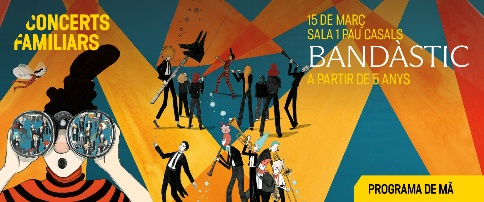 CONCERTS
FAMILIARS
15 DE MARÇ
SALA 1 PAU CASALS
BANDÀSTIC
A PARTIR DE 5 ANYS
PROGRAMA DE MÀ